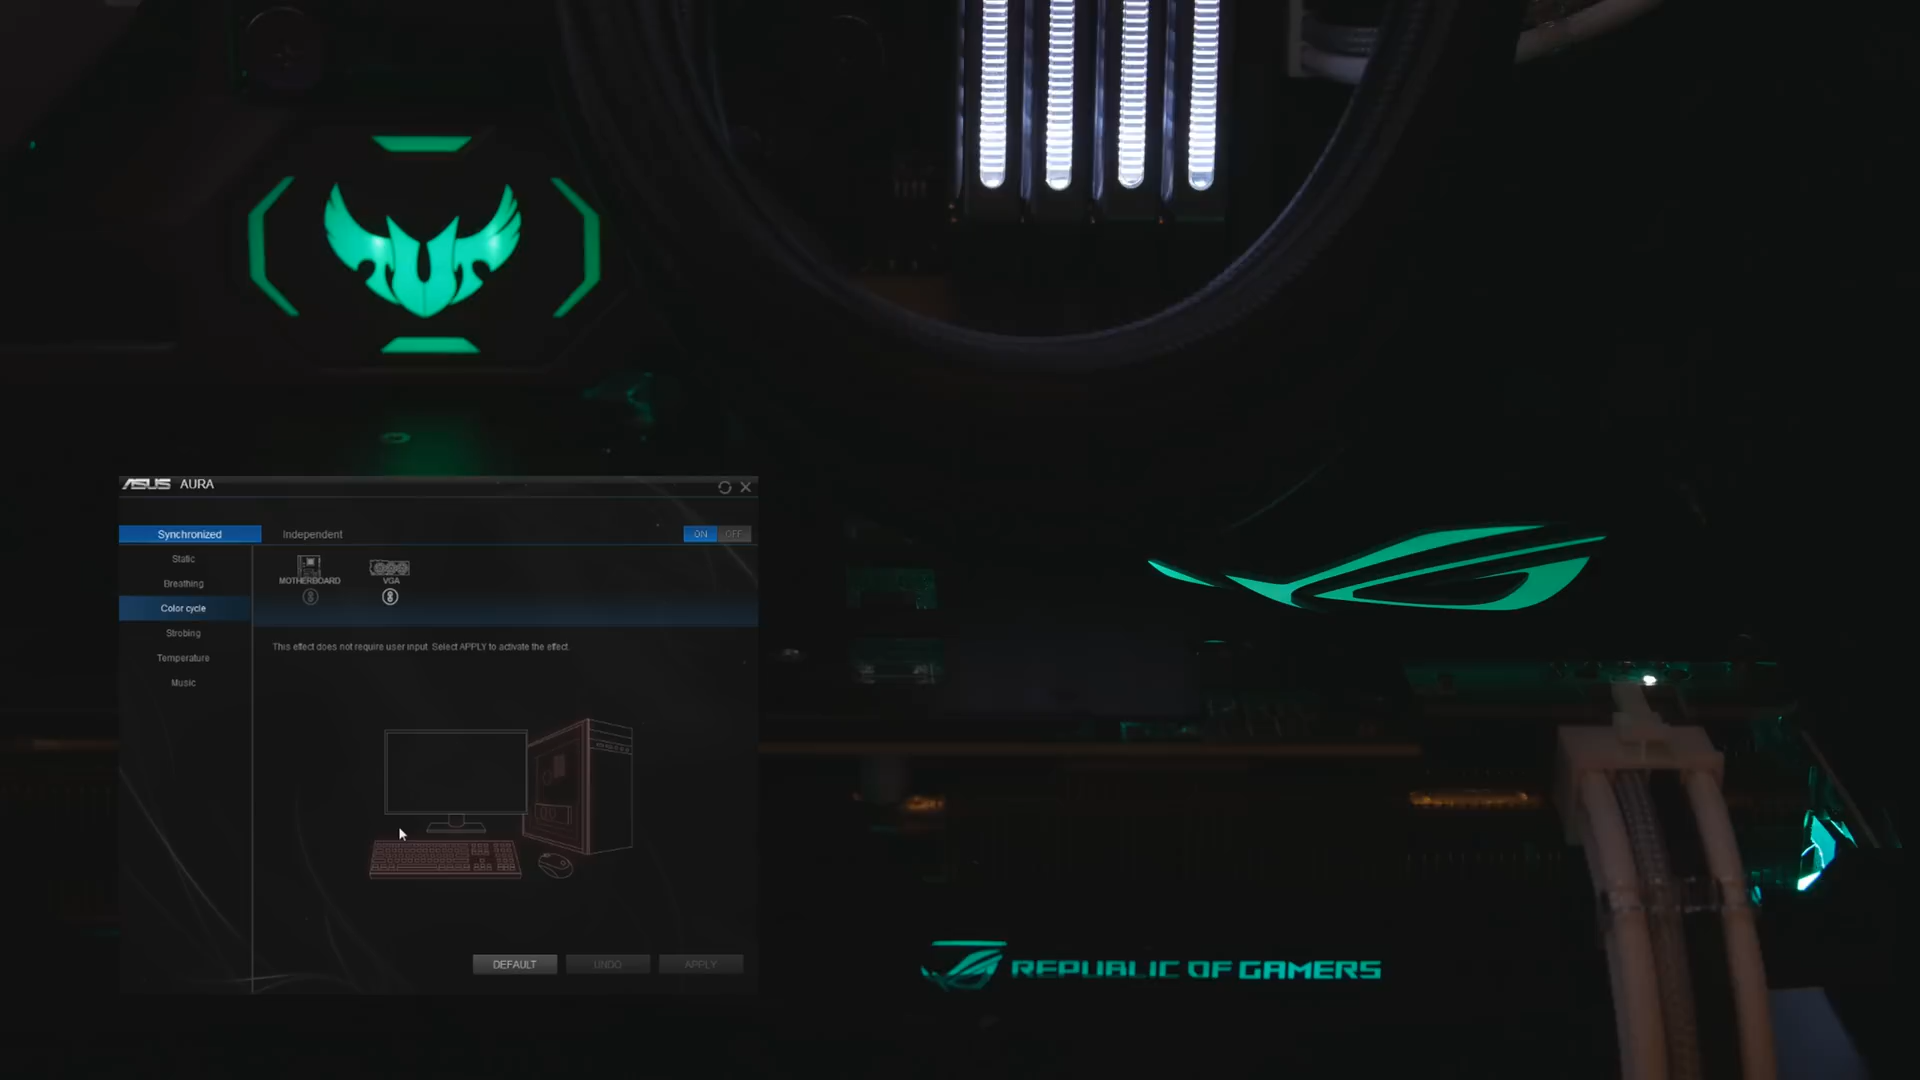 ASUS AURA
Synchronized
Independent
ON OFF
Static
Breathing
Color cycle
Strobing
Temperature
Music
MOTHERBOARD
VGA
This effect does not require user input. Select APPLY to activate the effect.
DEFAULT
UNDO
APPLY
REPUBLIC OF GAMERS